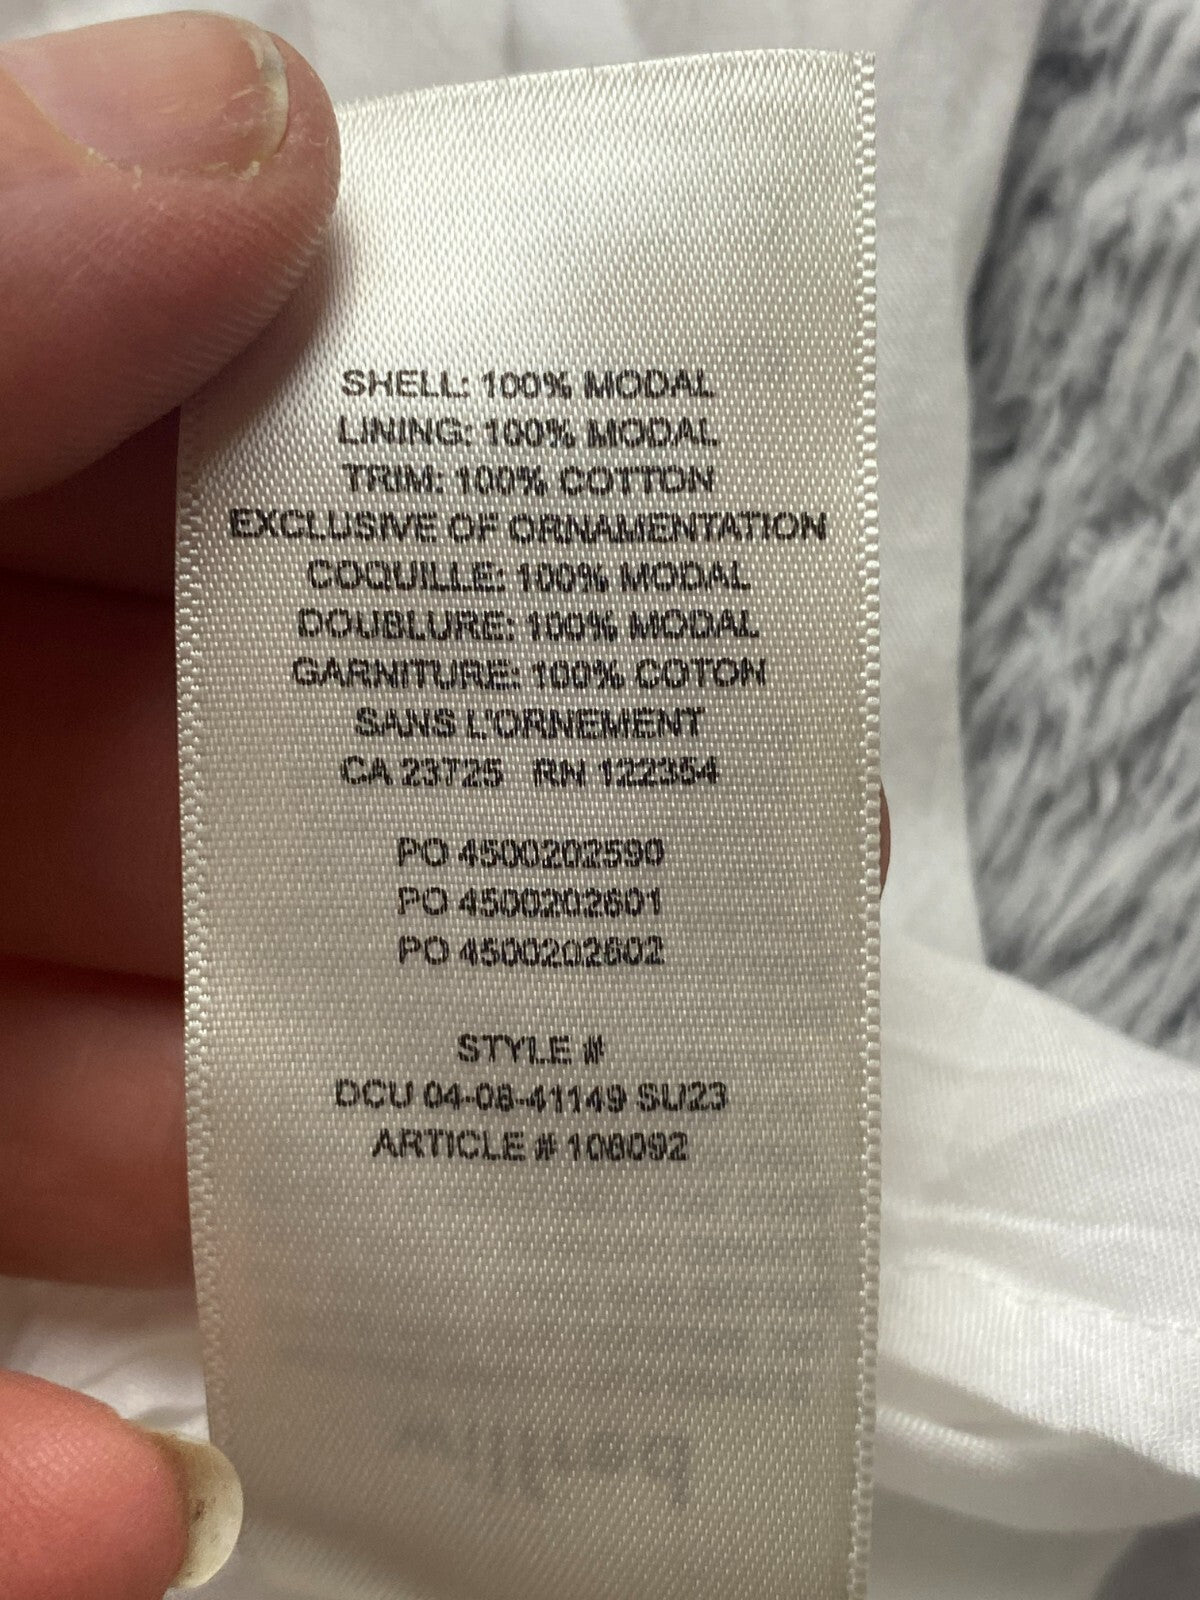 SHELL: 100% MODAL
LINING: 100% MODAL
TRIM: 100% COTTON
EXCLUSIVE OF ORNAMENTATION
COQUILLE: 100% MODAL
DOUBLURE: 100% MODAL
GARNITURE: 100% COTON
SANS L'ORNEMENT
CA 23725 RN 122354
PO 4500202590
PO 4500202601
PO 4500202602
STYLE #
DCU 04-08-41149 SU23
ARTICLE # 108092